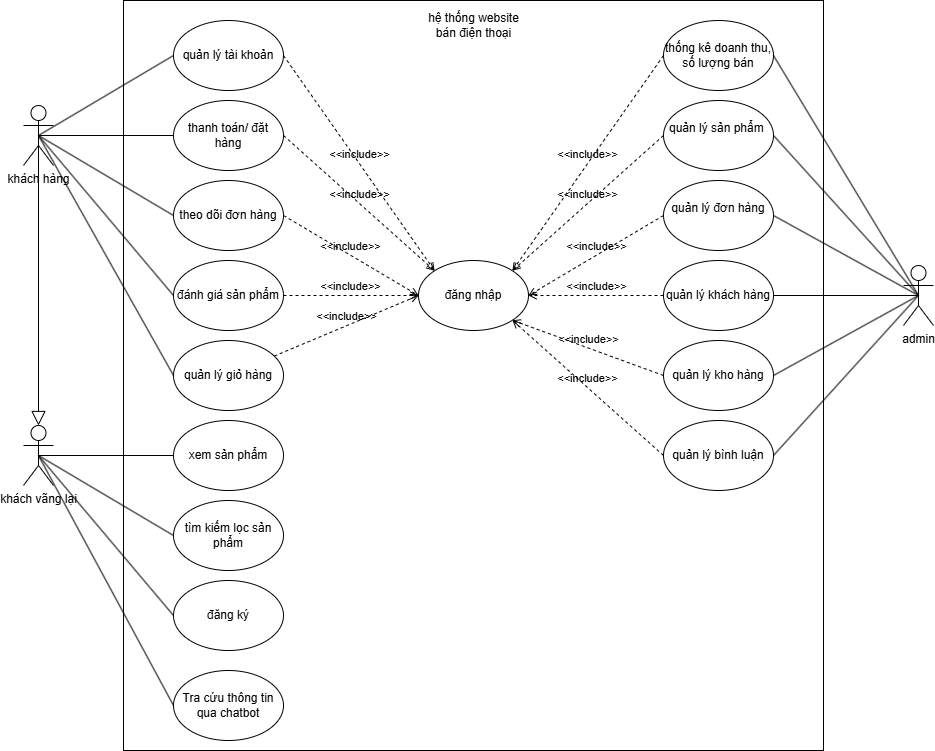 hệ thống website
bán điện thoại
quản lý tài khoản
thanh toán/ đặt
hàng
theo dõi đơn hàng
đánh giá sản phẩm
quản lý giỏ hàng
xem sản phẩm
tìm kiếm lọc sản
phẩm
đăng ký
Tra cứu thông tin
qua chatbot
khách hàng
khách vãng lại
<<include>>
<<include>>
<<include>>
<<include>>
<<include>>
đăng nhập
<<include>>
<<include>>
<<include>>
<<include>>
<<include>>
<<include>>
thống kê doanh thu,
số lượng bán
quản lý sản phẩm
quản lý đơn hàng
quản lý khách hàng
quản lý kho hàng
quản lý bình luận
admin